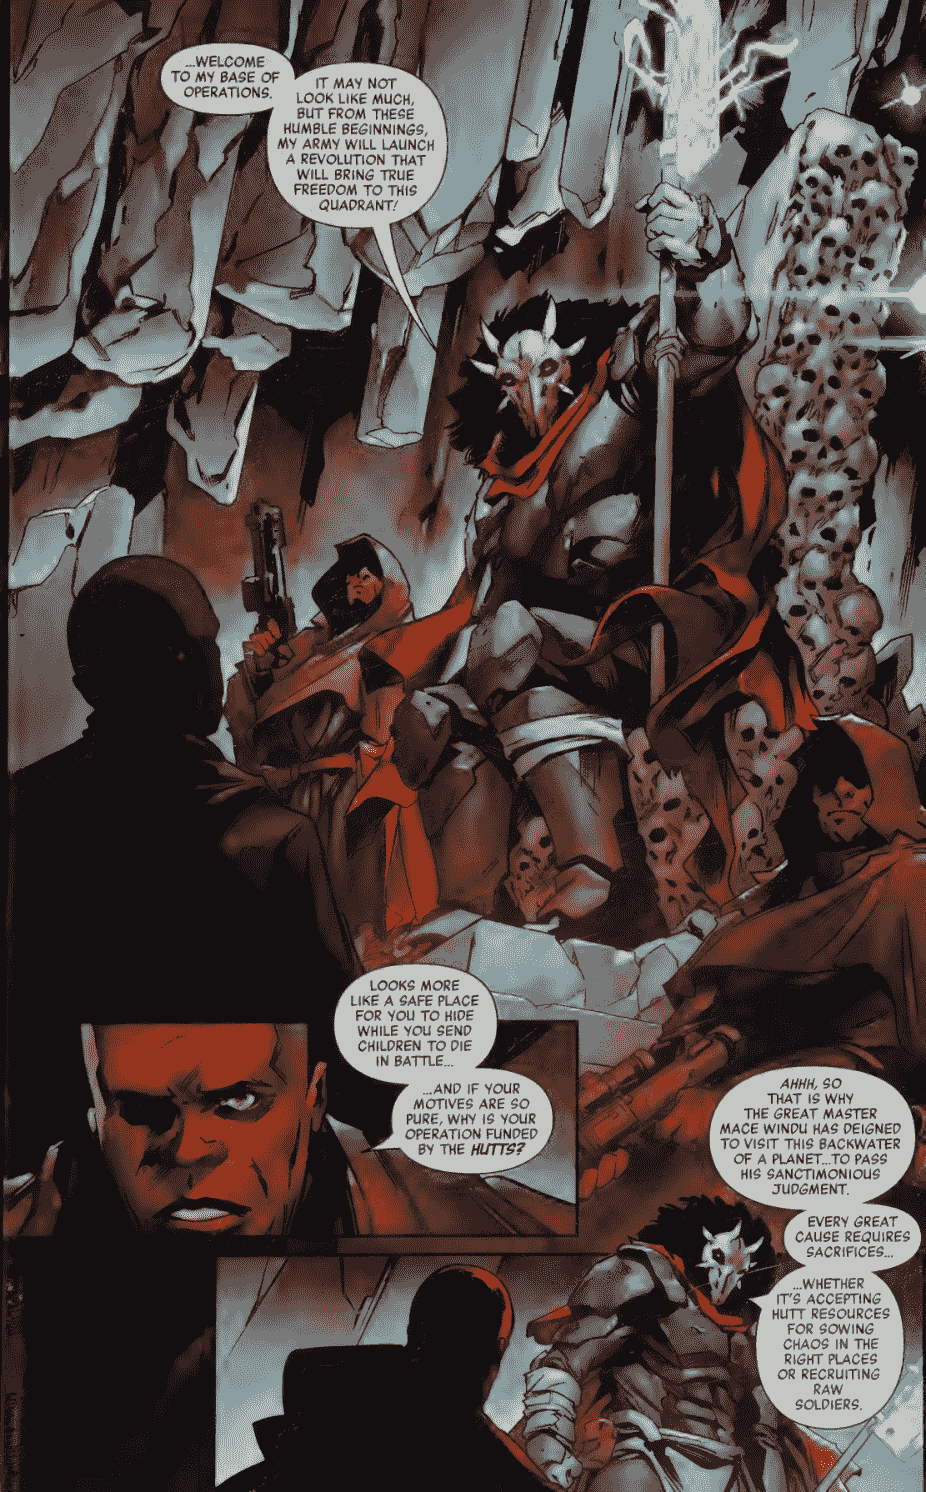 ...WELCOME
TO MY BASE OF
OPERATIONS.
IT MAY NOT
LOOK LIKE MUCH,
BUT FROM THESE
HUMBLE BEGINNINGS,
MY ARMY WILL LAUNCH
A REVOLUTION THAT
WILL BRING TRUE
FREEDOM TO THIS
QUADRANT!
LOOKS MORE
LIKE A SAFE PLACE
FOR YOU TO HIDE
WHILE YOU SEND
CHILDREN TO DIE
IN BATTLE...
...AND IF YOUR
MOTIVES ARE SO
PURE, WHY IS YOUR
OPERATION FUNDED
BY THE HUTTS?
AHHH, SO
THAT IS WHY
THE GREAT MASTER
MACE WINDU HAS DEIGNED
TO VISIT THIS BACKWATER
OF A PLANET...TO PASS
HIS SANCTIMONIOUS
JUDGMENT.
EVERY GREAT
CAUSE REQUIRES
SACRIFICES...
...WHETHER
IT'S ACCEPTING
HUTT RESOURCES
FOR SOWING
CHAOS IN THE
RIGHT PLACES
OR RECRUITING
RAW
SOLDIERS.